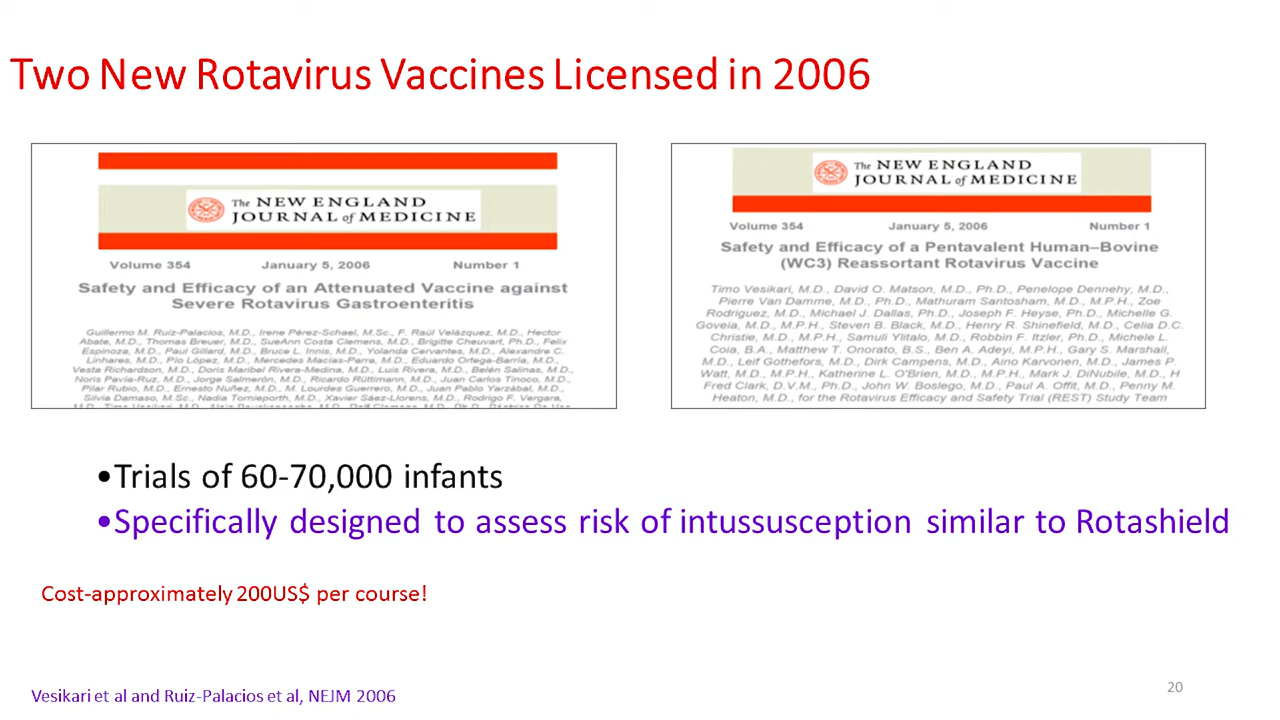 Two New Rotavirus Vaccines Licensed in 2006
The NEW ENGLAND
JOURNAL of MEDICINE
Volume 354 January 5, 2006 Number 1
Safety and Efficacy of an Attenuated Vaccine against
Severe Rotavirus Gastroenteritis
Guillermo M. Ruiz-Palacios, M.D., Irene Pérez-Schael, M.Sc., F. Raúl Velázquez, M.D., Hector
Abate, M.D., Thomas Breuer, M.D., SueAnn Costa Clemens, M.D., Brigitte Cheuvart, Ph.D., Felix
Espinoza, M.D., Paul Gillard, M.D., Bruce L. Innis, M.D., Yolanda Cervantes, M.D., Alexandre C.
Linhares, M.D., Pío López, M.D., Mercedes Macías-Parra, M.D., Eduardo Ortega-Barría, M.D.,
Vesta Richardson, M.D., Doris Maribel Rivera-Medina, M.D., Luis Rivera, M.D., Belén Salinas, M.D.,
Noris Pavía-Ruz, M.D., Jorge Salmerón, M.D., Ricardo Rüttimann, M.D., Juan Carlos Tinoco, M.D.,
Pilar Rubio, M.D., Ernesto Nuñez, M.D., M. Lourdes Guerrero, M.D., Juan Pablo Yarzábal, M.D.,
Silvia Damaso, M.Sc., Nadia Tornieporth, M.D., Xavier Sáez-Llorens, M.D., Rodrigo F. Vergara,
The NEW ENGLAND
JOURNAL of MEDICINE
Volume 354 January 5, 2006 Number 1
Safety and Efficacy of a Pentavalent Human–Bovine
(WC3) Reassortant Rotavirus Vaccine
Timo Vesikari, M.D., David O. Matson, M.D., Ph.D., Penelope Dennehy, M.D.,
Pierre Van Damme, M.D., Ph.D., Mathuram Santosham, M.D., M.P.H., Zoe
Rodriguez, M.D., Michael J. Dallas, Ph.D., Joseph F. Heyse, Ph.D., Michelle G.
Goveia, M.D., M.P.H., Steven B. Black, M.D., Henry R. Shinefield, M.D., Celia D.C.
Christie, M.D., M.P.H., Samuli Ylitalo, M.D., Robbin F. Itzler, Ph.D., Michele L.
Coia, B.A., Matthew T. Onorato, B.S., Ben A. Adeyi, M.P.H., Gary S. Marshall,
M.D., Leif Gothefors, M.D., Dirk Campens, M.D., Aino Karvonen, M.D., James P.
Watt, M.D., M.P.H., Katherine L. O'Brien, M.D., M.P.H., Mark J. DiNubile, M.D., H
Fred Clark, D.V.M., Ph.D., John W. Boslego, M.D., Paul A. Offit, M.D., Penny M.
Heaton, M.D., for the Rotavirus Efficacy and Safety Trial (REST) Study Team
•Trials of 60-70,000 infants
•Specifically designed to assess risk of intussusception similar to Rotashield
Cost-approximately 200US$ per course!
Vesikari et al and Ruiz-Palacios et al, NEJM 2006
20